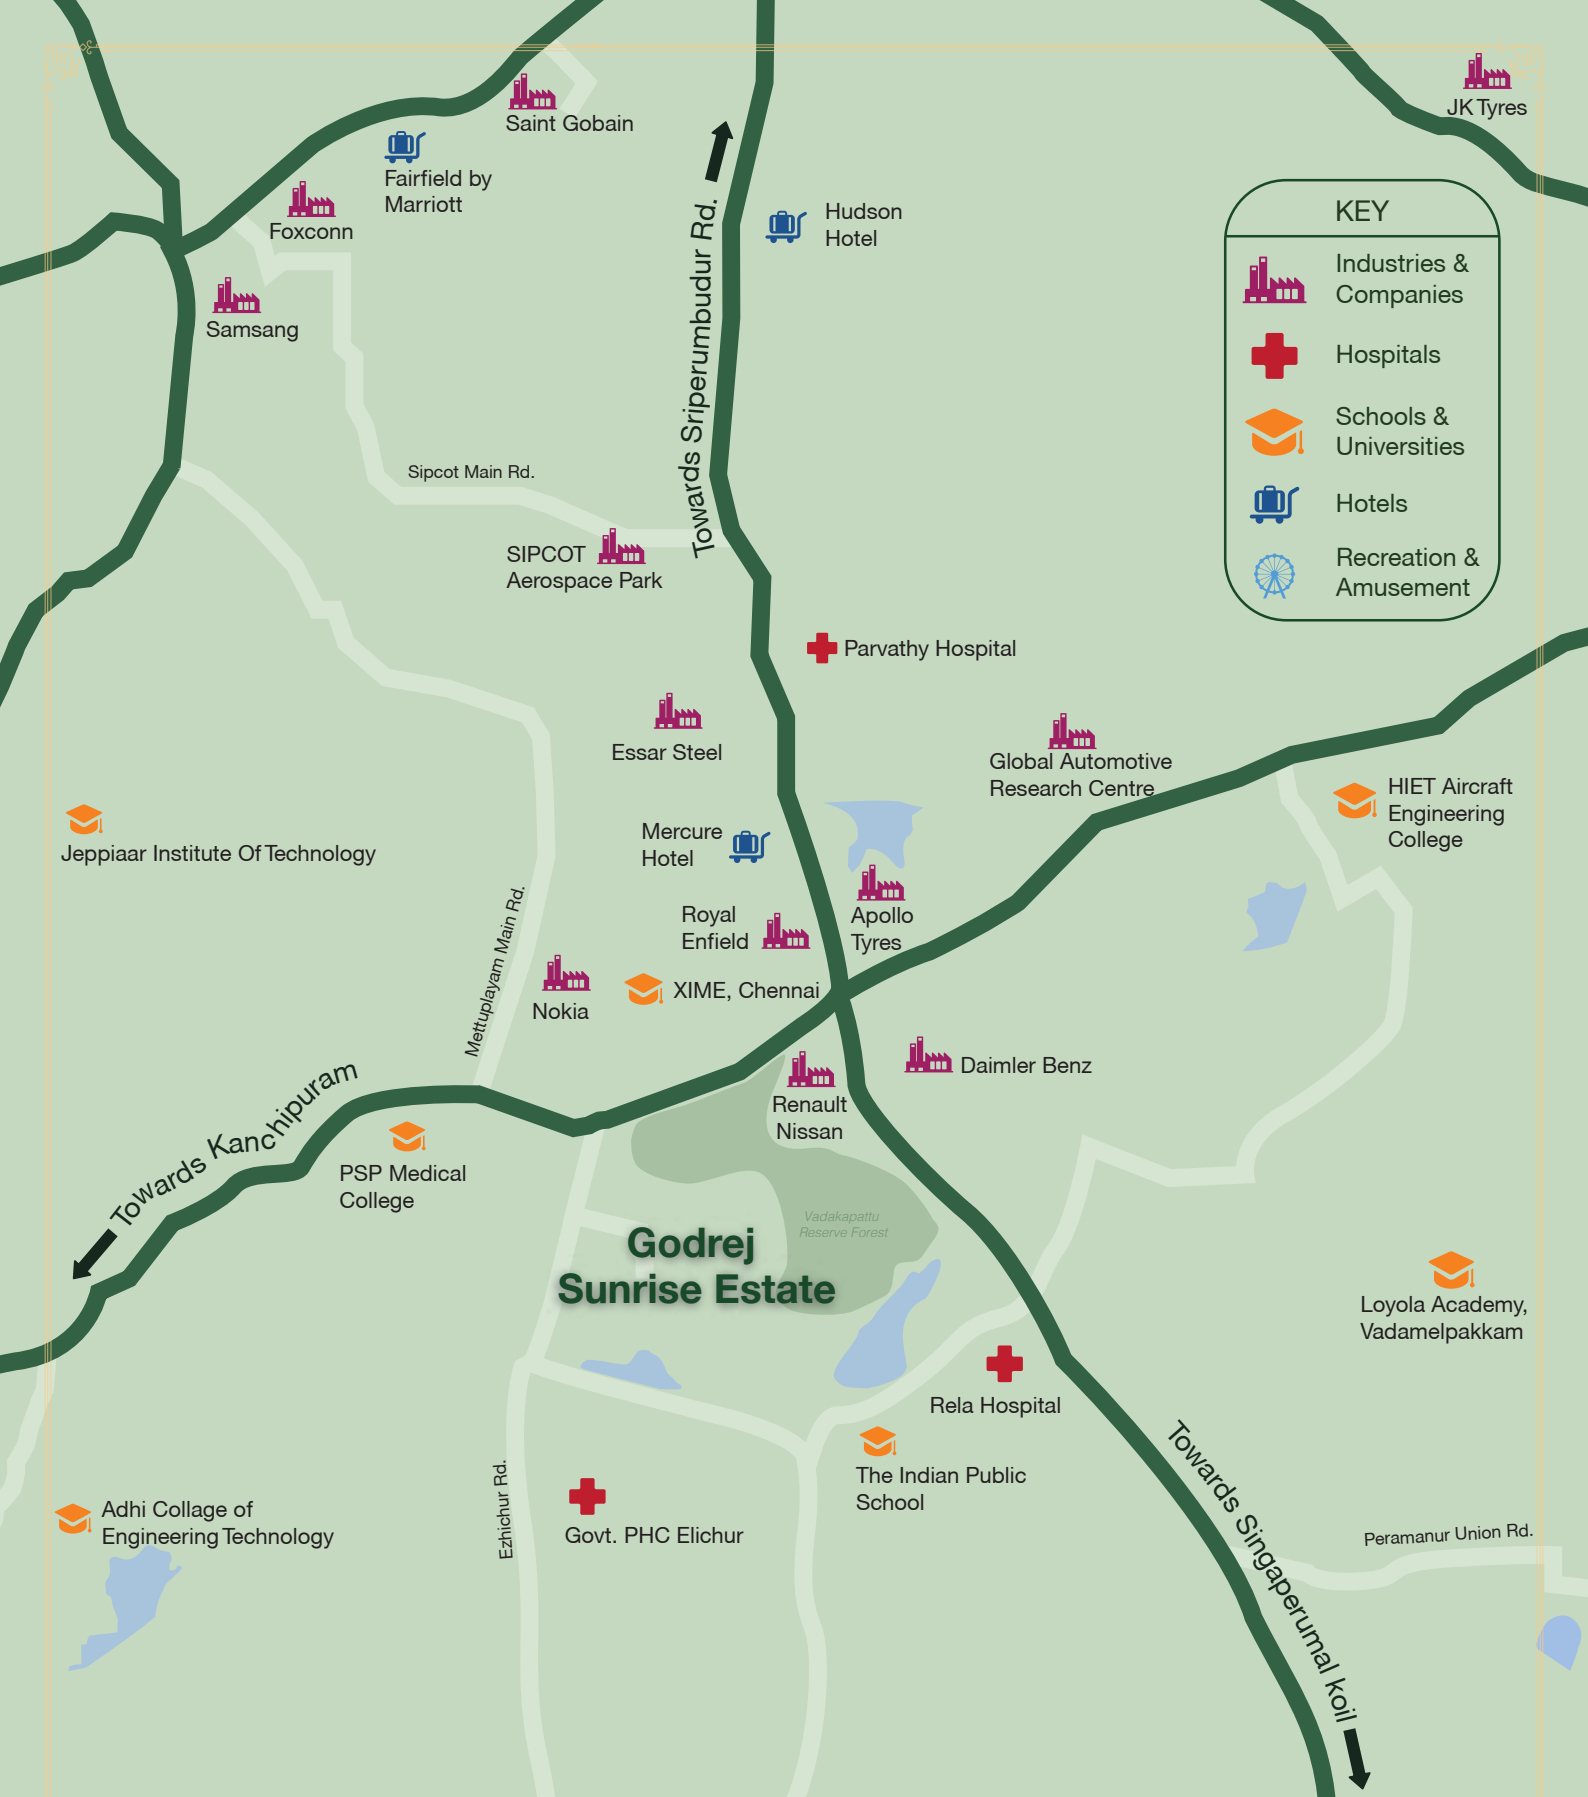 Saint Gobain
JK Tyres
Fairfield by
Marriott
Foxconn
Hudson
Hotel
Samsang
Towards Sriperumbudur Rd.
KEY
Industries &
Companies
Hospitals
Schools &
Universities
Hotels
Recreation &
Amusement
Sipcot Main Rd.
SIPCOT
Aerospace Park
Parvathy Hospital
Essar Steel
Global Automotive
Research Centre
HIET Aircraft
Engineering
College
Mercure
Hotel
Jeppiaar Institute Of Technology
Royal
Enfield
Apollo
Tyres
Mettuplayam Main Rd.
Nokia
XIME, Chennai
Daimler Benz
Renault
Nissan
Towards Kanchipuram
PSP Medical
College
Vadakapattu
Reserve Forest
Godrej
Sunrise Estate
Loyola Academy,
Vadamelpakkam
Rela Hospital
The Indian Public
School
Ezhichur Rd.
Govt. PHC Elichur
Adhi Collage of
Engineering Technology
Towards Singaperumal koil
Peramanur Union Rd.